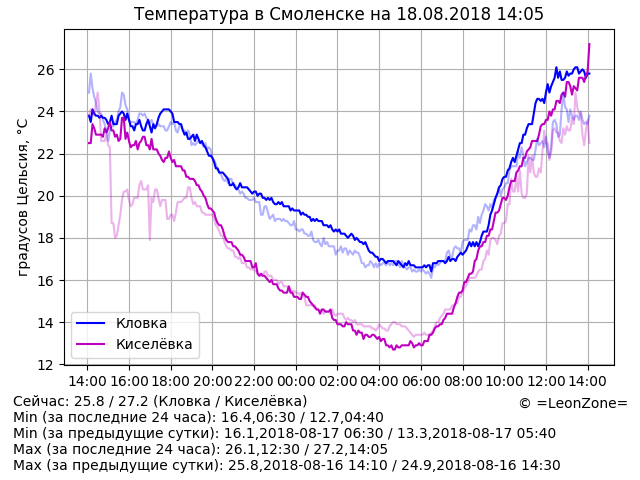 Температура в Смоленске на 18.08.2018 14:05
градусов Цельсия, °C
26
24
22
20
18
16
14
12
Кловка
Киселёвка
14:00 16:00 18:00 20:00 22:00 00:00 02:00 04:00 06:00 08:00 10:00 12:00 14:00
Сейчас: 25.8 / 27.2 (Кловка / Киселёвка)
© =LeonZone=
Min (за последние 24 часа): 16.4,06:30 / 12.7,04:40
Min (за предыдущие сутки): 16.1,2018-08-17 06:30 / 13.3,2018-08-17 05:40
Max (за последние 24 часа): 26.1,12:30 / 27.2,14:05
Max (за предыдущие сутки): 25.8,2018-08-16 14:10 / 24.9,2018-08-16 14:30